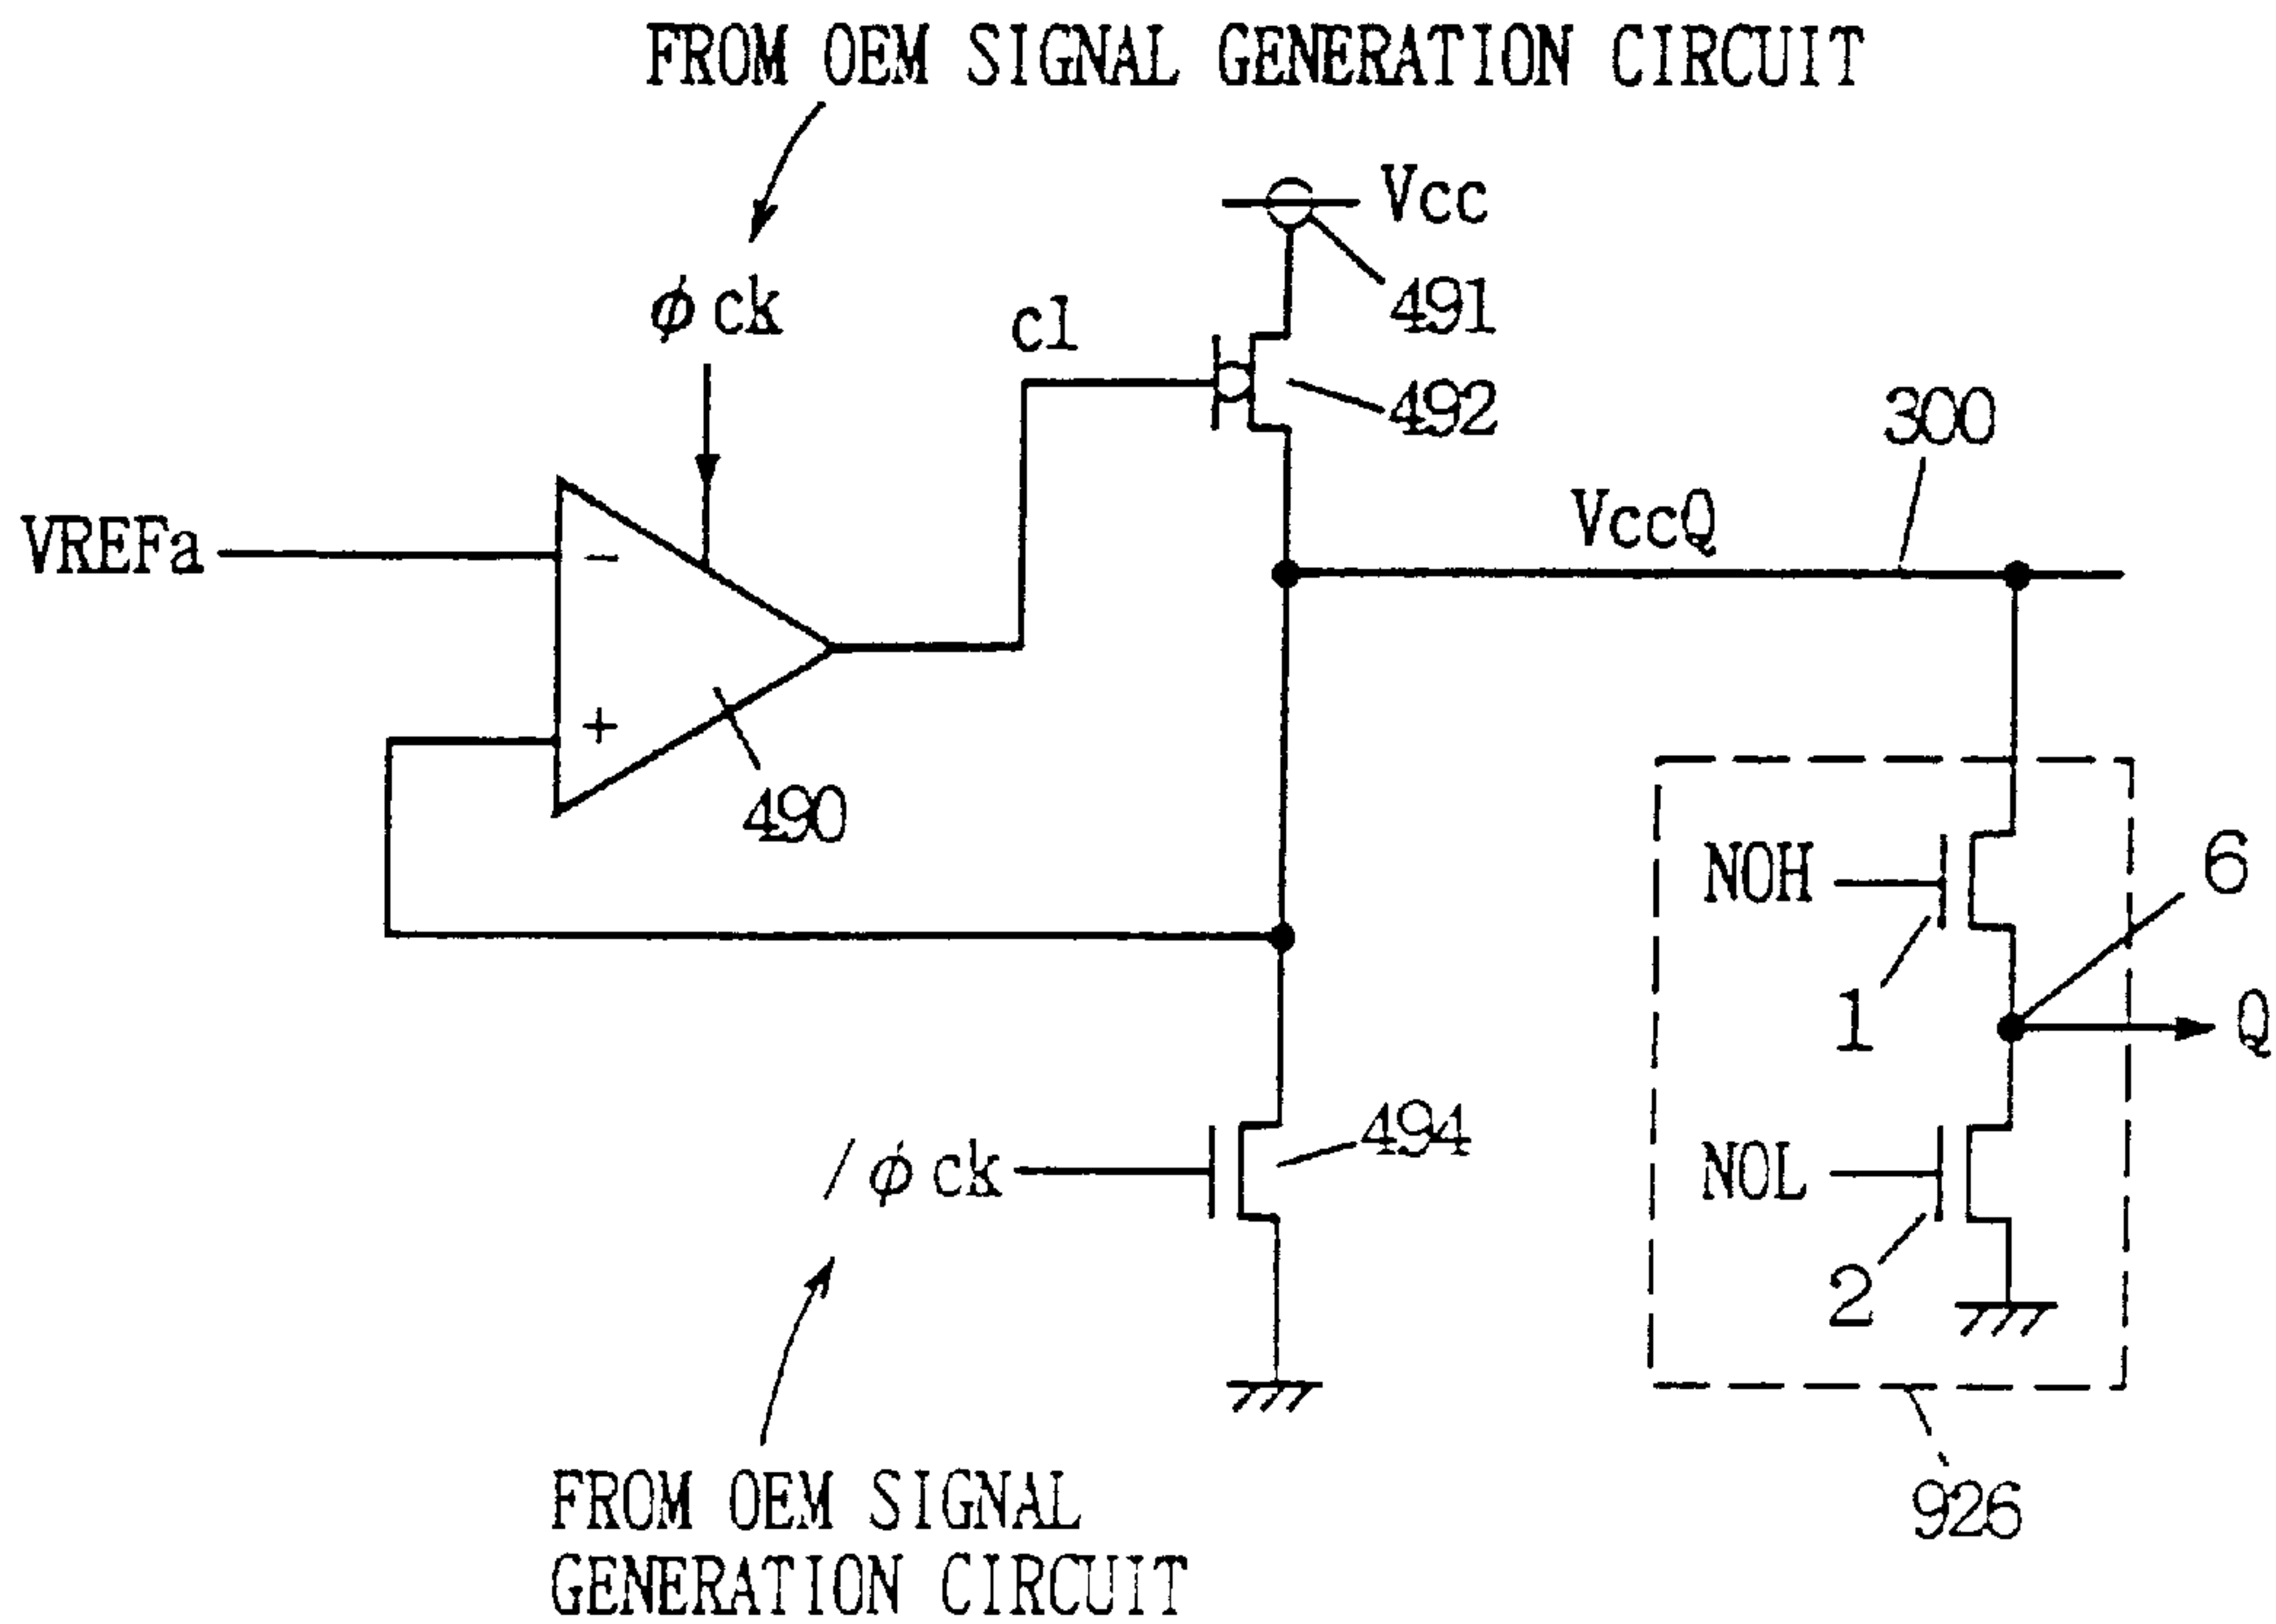 FROM OEM SIGNAL GENERATION CIRCUIT
Vcc
φck
cl
491
492
300
VccQ
VREFa
-
+
490
NOH
6
1
Q
/φck
494
NOL
2
FROM OEM SIGNAL
GENERATION CIRCUIT
926